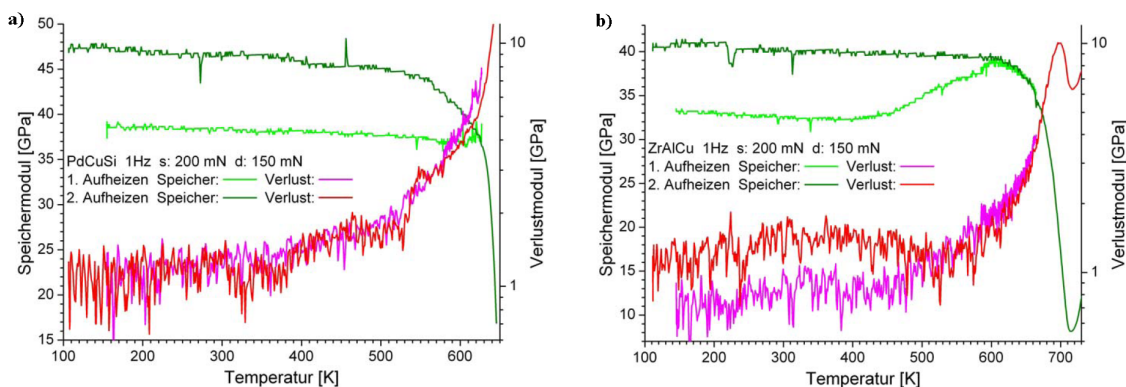 a)
50
45
40
35
30
25
20
15
Speichermodul [GPa]
10
1
Verlustmodul [GPa]
PdCuSi 1Hz s: 200 mN d: 150 mN
1. Aufheizen Speicher: Verlust:
2. Aufheizen Speicher: Verlust:
100 200 300 400 500 600
Temperatur [K]
b)
40
35
30
25
20
15
10
Speichermodul [GPa]
10
1
Verlustmodul [GPa]
ZrAlCu 1Hz s: 200 mN d: 150 mN
1. Aufheizen Speicher: Verlust:
2. Aufheizen Speicher: Verlust:
100 200 300 400 500 600 700
Temperatur [K]